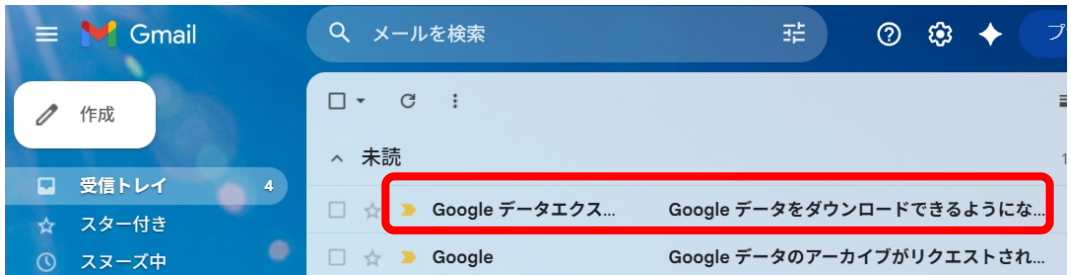 Gmail
メールを検索
作成
未読
受信トレイ 4
Google データエクス... Google データをダウンロードできるようにな...
スター付き
Google Google データのアーカイブがリクエストされ...
スヌーズ中